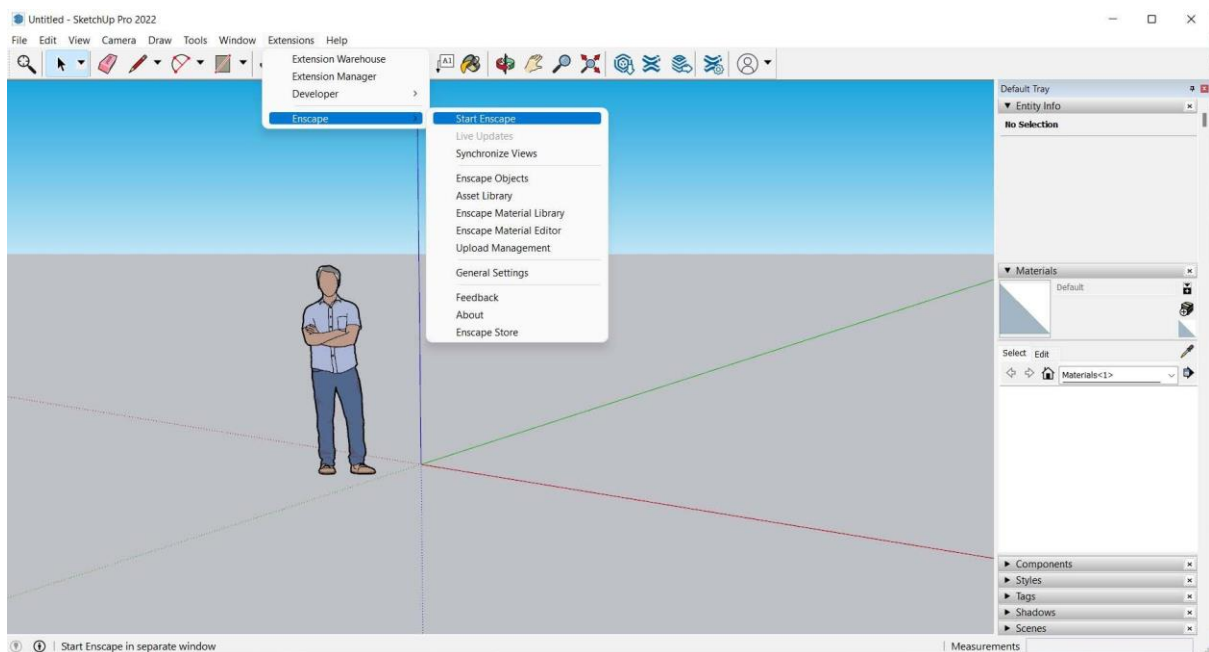 Untitled - SketchUp Pro 2022
File Edit View Camera Draw Tools Window Extensions Help
A1
Extension Warehouse
Extension Manager
Developer
Enscape
Start Enscape
Live Updates
Synchronize Views
Enscape Objects
Asset Library
Enscape Material Library
Enscape Material Editor
Upload Management
General Settings
Feedback
About
Enscape Store
Default Tray
Entity Info
No Selection
Materials
Default
Select Edit
Materials<1>
Components
Styles
Tags
Shadows
Scenes
Start Enscape in separate window
Measurements